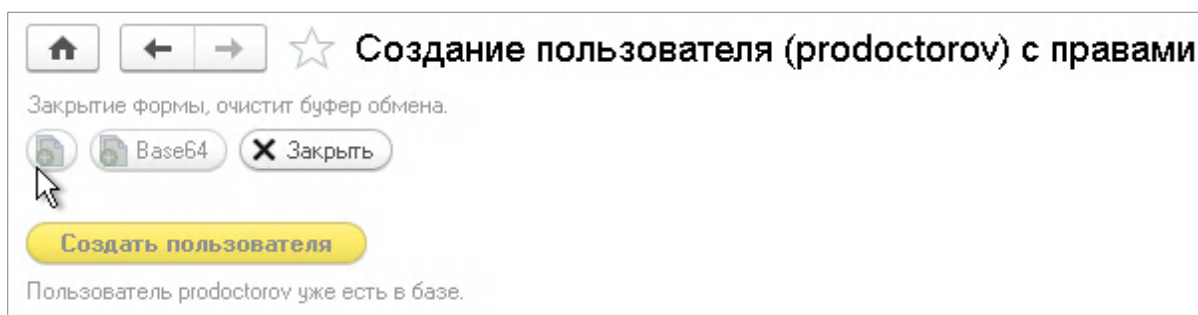 Создание пользователя (prodoctorov) с правами
Закрытие формы, очистит буфер обмена.
Base64 Закрыть
Создать пользователя
Пользователь prodoctorov уже есть в базе.